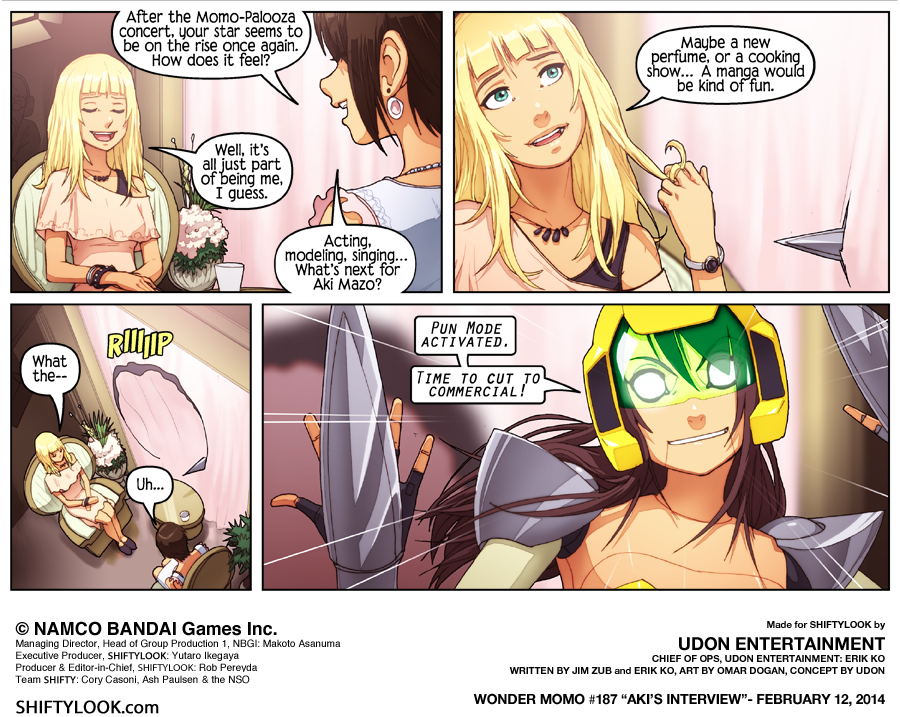 After the Momo-Palooza
concert, your star seems to
be on the rise once again.
How does it feel?
Well, it's
all just part
of being me,
I guess.
Acting,
modeling, singing...
What's next for
Aki Mazo?
Maybe a new
perfume, or a cooking
show... A manga would
be kind of fun.
What
the--
RIIIIIP
Uh...
Pun Mode
activated.
Time to cut to
commercial!
© NAMCO BANDAI Games Inc.
Managing Director, Head of Group Production 1, NBGI: Makoto Asanuma
Executive Producer, SHIFTYLOOK: Yutaro Ikegaya
Producer & Editor-in-Chief, SHIFTYLOOK: Rob Pereyda
Team SHIFTY: Cory Casoni, Ash Paulsen & the NSO
SHIFTYLOOK.com
Made for SHIFTYLOOK by
UDON ENTERTAINMENT
CHIEF OF OPS, UDON ENTERTAINMENT: ERIK KO
WRITTEN BY JIM ZUB and ERIK KO, ART BY OMAR DOGAN, CONCEPT BY UDON
WONDER MOMO #187 “AKI’S INTERVIEW”- FEBRUARY 12, 2014